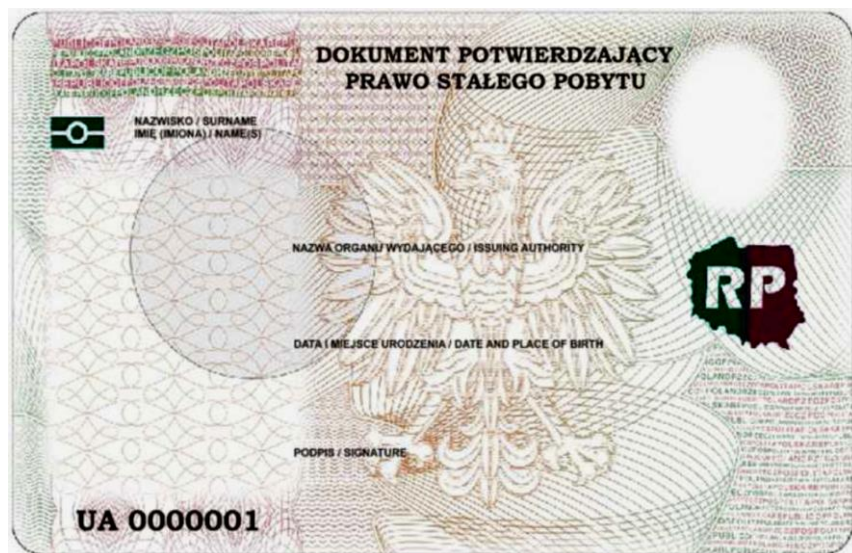 PUBLICOFPOLANDRZECZPOSPOLITAPOLSKAREPU
DOKUMENT POTWIERDZAJĄCY
PRAWO STAŁEGO POBYTU
NAZWISKO / SURNAME
IMIĘ (IMIONA) / NAME(S)
NAZWA ORGANU WYDAJĄCEGO / ISSUING AUTHORITY
RP
DATA I MIEJSCE URODZENIA / DATE AND PLACE OF BIRTH
PODPIS / SIGNATURE
UA 0000001